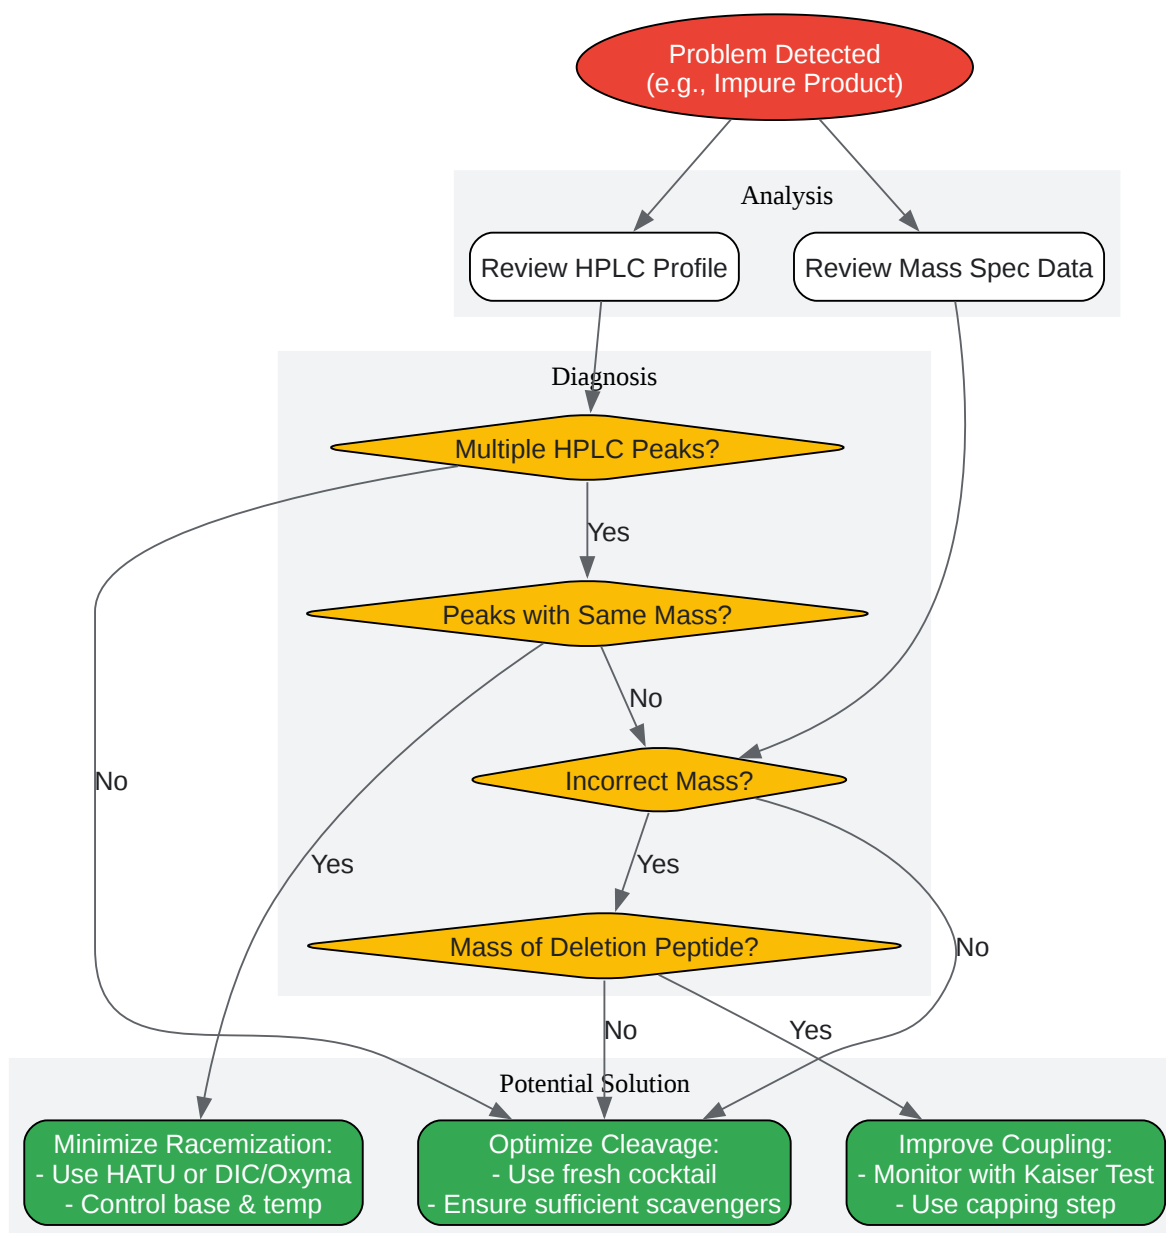 Problem Detected
(e.g., Impure Product)
Analysis
Review HPLC Profile
Review Mass Spec Data
Diagnosis
Multiple HPLC Peaks?
Yes
Peaks with Same Mass?
No
No
Incorrect Mass?
Yes
Yes
Mass of Deletion Peptide?
No
No
Yes
Potential Solution
Minimize Racemization:
- Use HATU or DIC/Oxyma
- Control base & temp
Optimize Cleavage:
- Use fresh cocktail
- Ensure sufficient scavengers
Improve Coupling:
- Monitor with Kaiser Test
- Use capping step